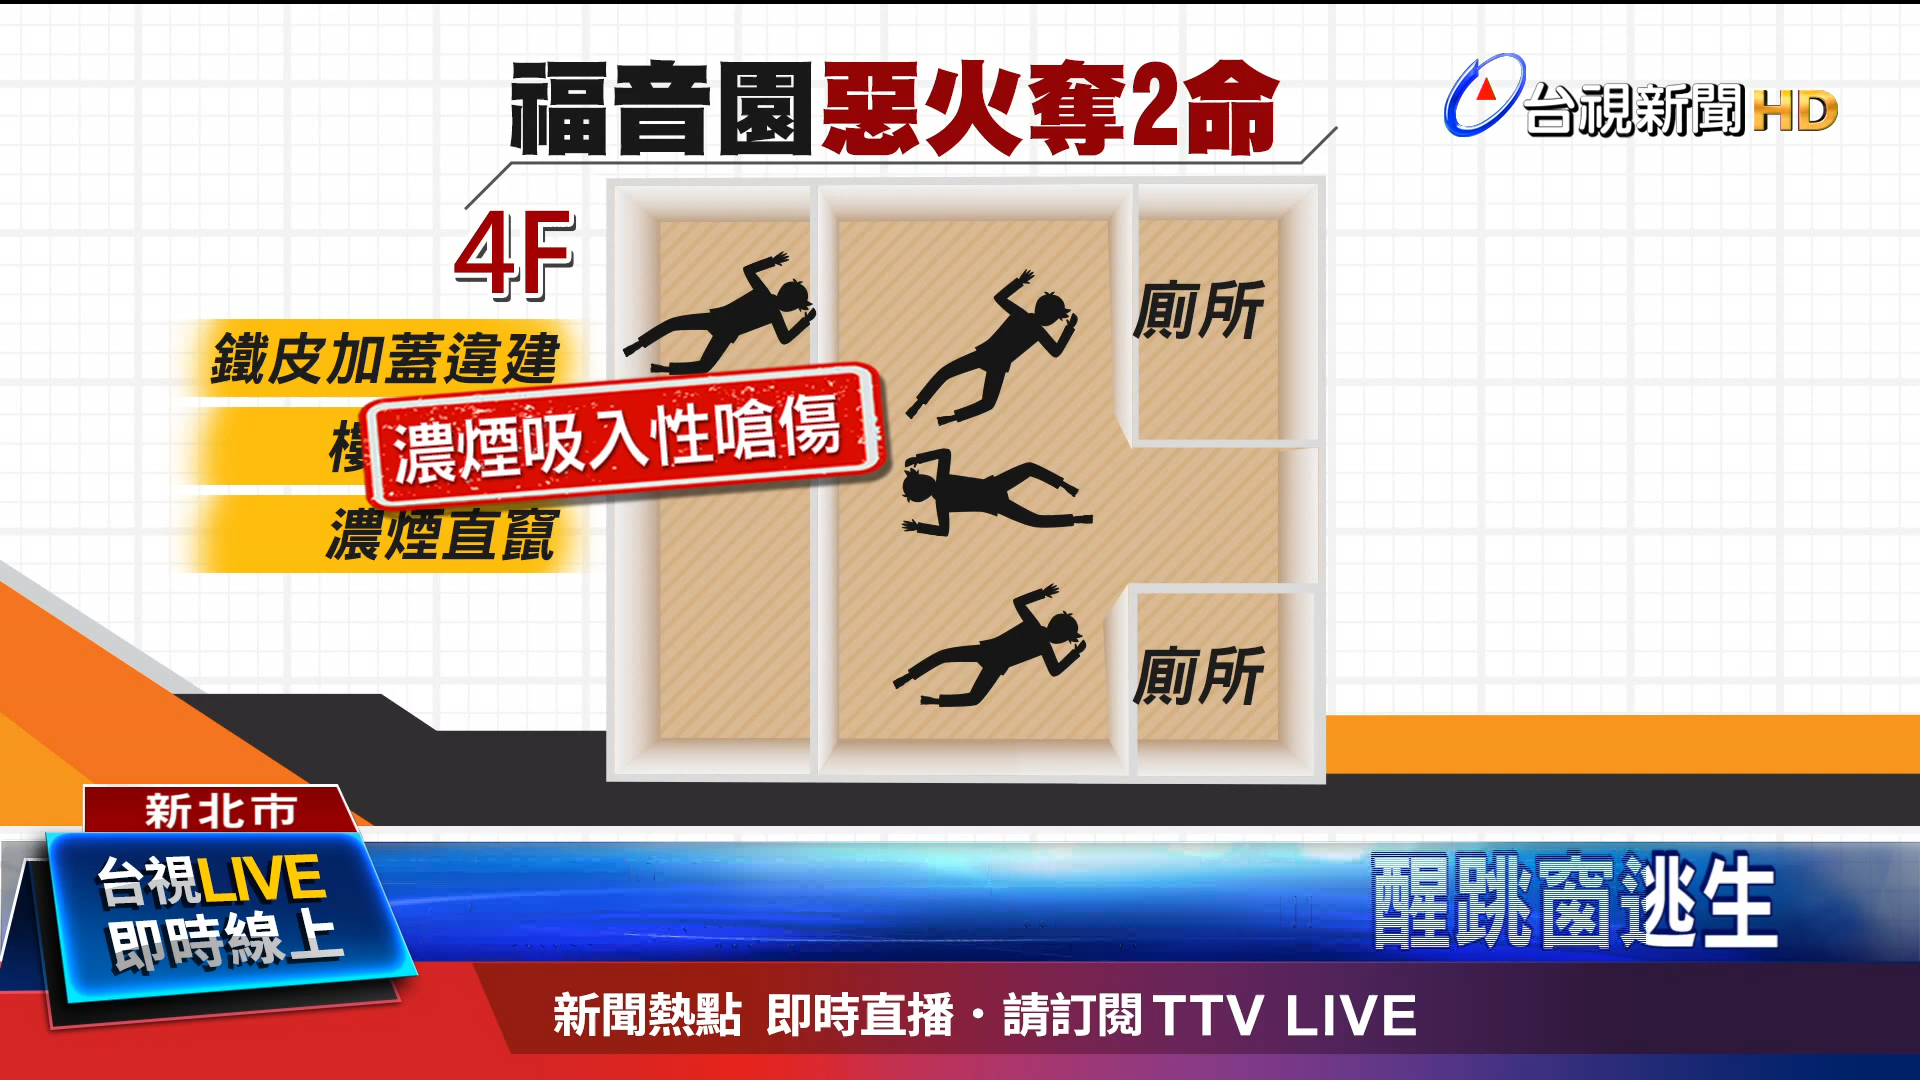 福音園惡火奪2命
台視新聞HD
4F
鐵皮加蓋違建
樓
濃煙吸入性嗆傷
濃煙直竄
廁所
廁所
新北市
台視LIVE
即時線上
醒跳窗逃生
新聞熱點 即時直播・請訂閱TTV LIVE